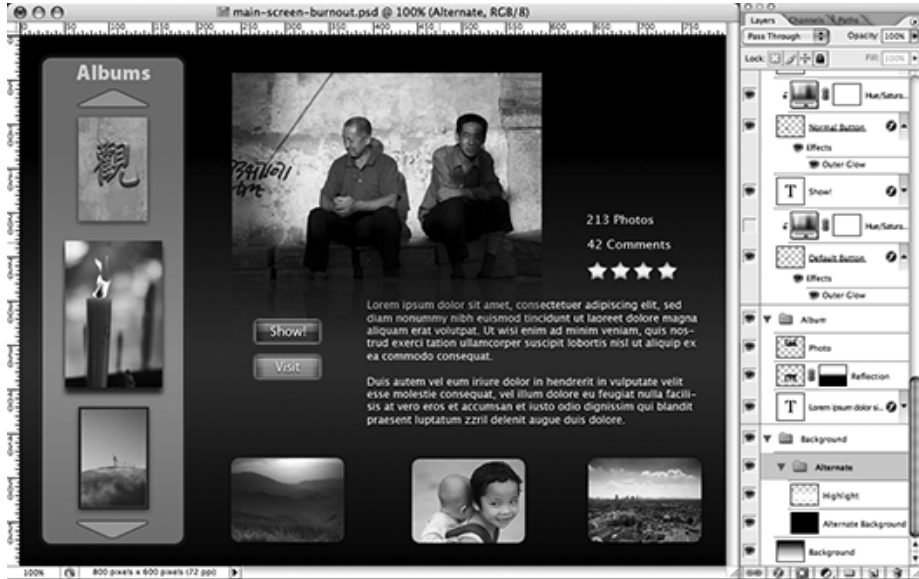 main-screen-burnout.psd @ 100% (Alternate, RGB/8)
Layers Channels Paths
Pass Through Opacity: 100%
Lock: Fill: 100%
Albums
觀
213 Photos
42 Comments
Lorem ipsum dolor sit amet, consectetuer adipiscing elit, sed
diam nonummy nibh euismod tincidunt ut laoreet dolore magna
aliquam erat volutpat. Ut wisi enim ad minim veniam, quis nos-
trud exerci tation ullamcorper suscipit lobortis nisl ut aliquip ex
ea commodo consequat.
Show!
Visit
Duis autem vel eum iriure dolor in hendrerit in vulputate velit
esse molestie consequat, vel illum dolore eu feugiat nulla facili-
sis at vero eros et accumsan et iusto odio dignissim qui blandit
praesent luptatum zzril delenit augue duis dolore.
Hue/Satura...
Normal Button
Effects
Outer Glow
T Show!
Hue/Satura...
Default Button
Effects
Outer Glow
Album
Photo
Reflection
T Lorem ipsum dolor si...
Background
Alternate
Highlight
Alternate Background
Background
100% 800 pixels x 600 pixels (72 ppi)